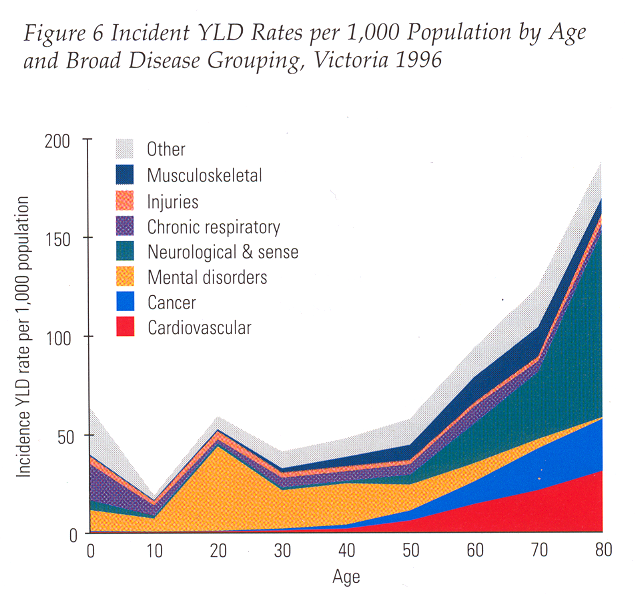 Figure 6 Incident YLD Rates per 1,000 Population by Age
and Broad Disease Grouping, Victoria 1996
200
150
100
50
0
Incidence YLD rate per 1,000 population
Other
Musculoskeletal
Injuries
Chronic respiratory
Neurological & sense
Mental disorders
Cancer
Cardiovascular
0 10 20 30 40 50 60 70 80
Age